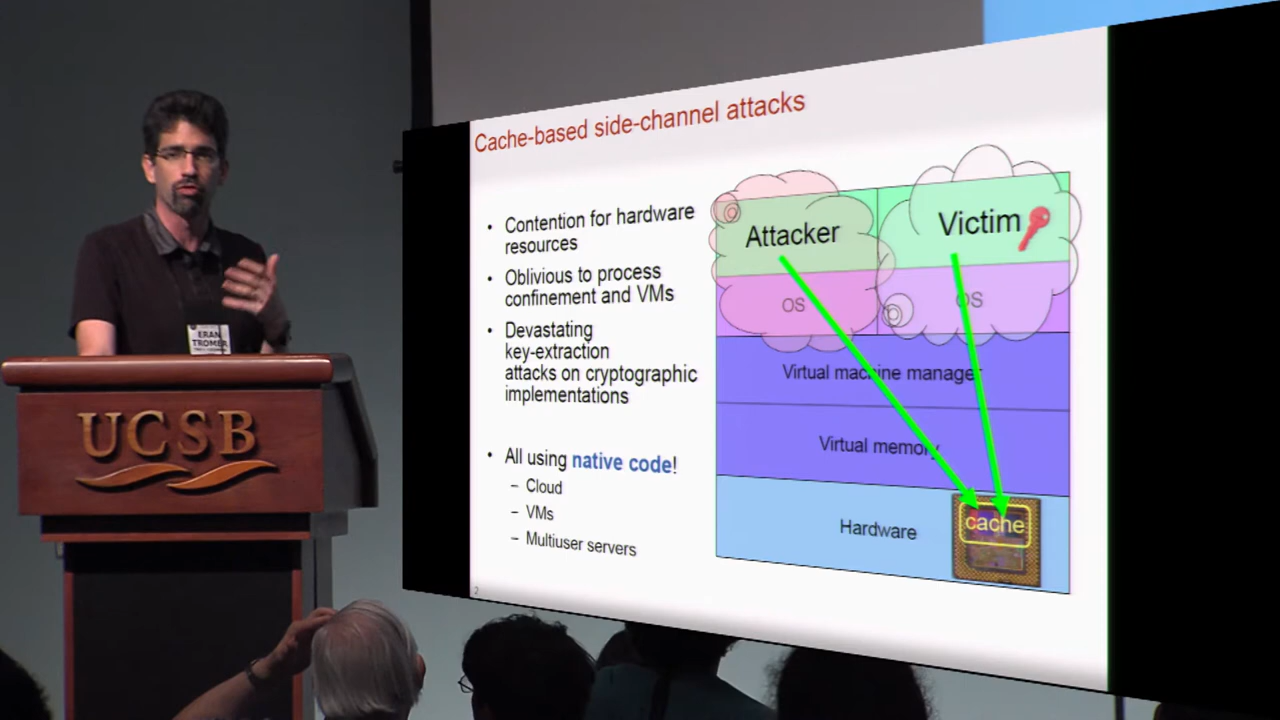 Cache-based side-channel attacks
• Contention for hardware
resources
• Oblivious to process
confinement and VMs
• Devastating
key-extraction
attacks on cryptographic
implementations
• All using native code!
– Cloud
– VMs
– Multiuser servers
2
Attacker
Victim
OS
OS
Virtual machine manager
Virtual memory
Hardware
cache
ERAN
TROMER
UCSB